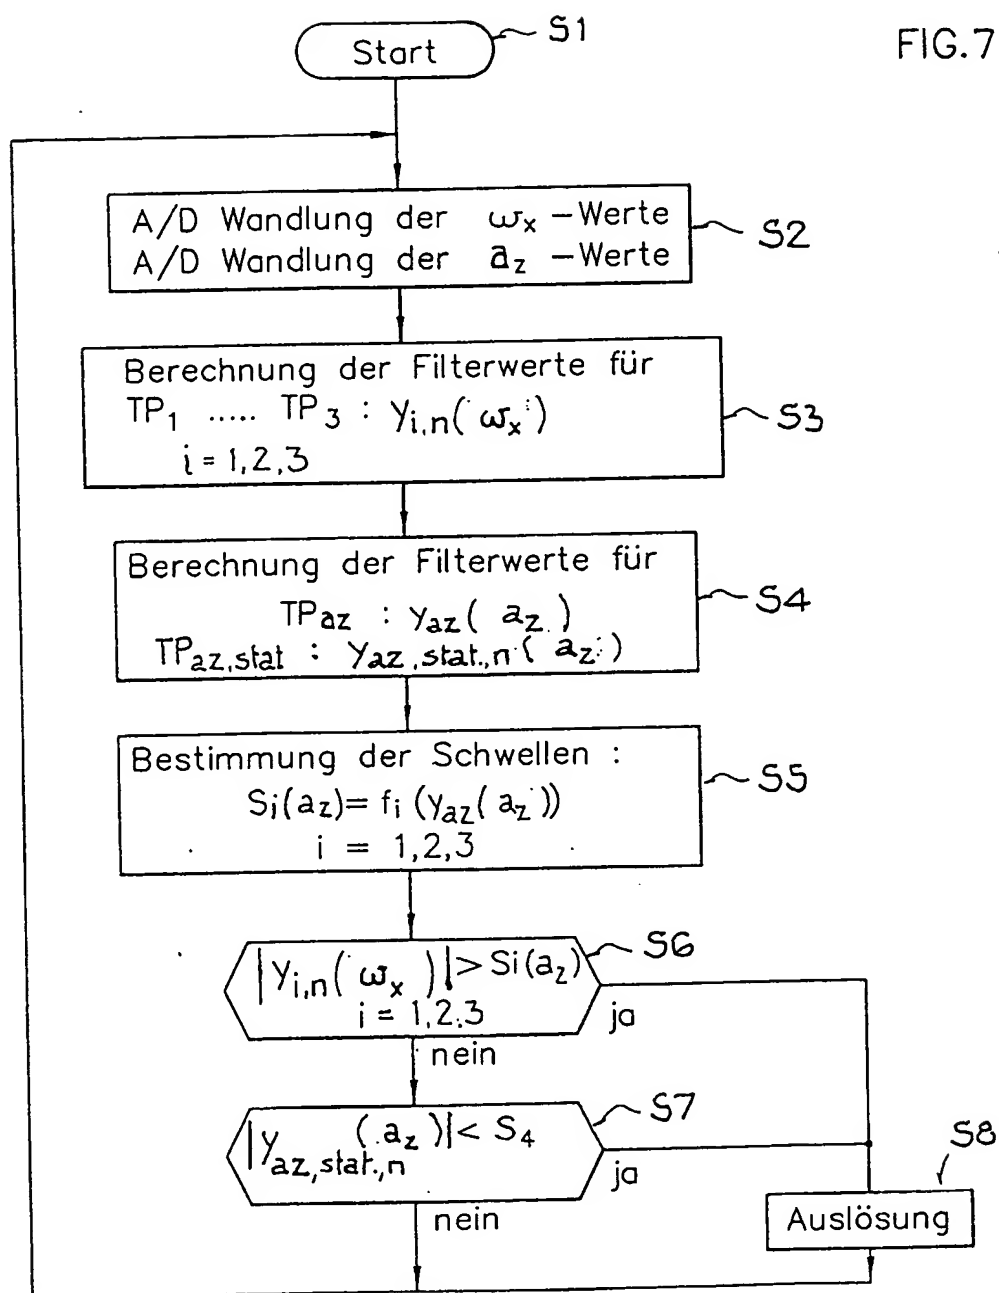 FIG.7
Start
S1
A/D Wandlung der ωx -Werte
A/D Wandlung der az -Werte
S2
Berechnung der Filterwerte für
TP1 ..... TP3 : Yi,n( ωx )
i = 1,2,3
S3
Berechnung der Filterwerte für
TPaz : Yaz( az )
TPaz,stat : Yaz,stat.,n( az )
S4
Bestimmung der Schwellen :
Si(az)= fi (Yaz( az ))
i = 1,2,3
S5
|Yi,n( ωx )|> Si(az)
i = 1,2,3
S6
ja
nein
|Yaz,stat.,n( az )|< S4
S7
ja
nein
S8
Auslösung